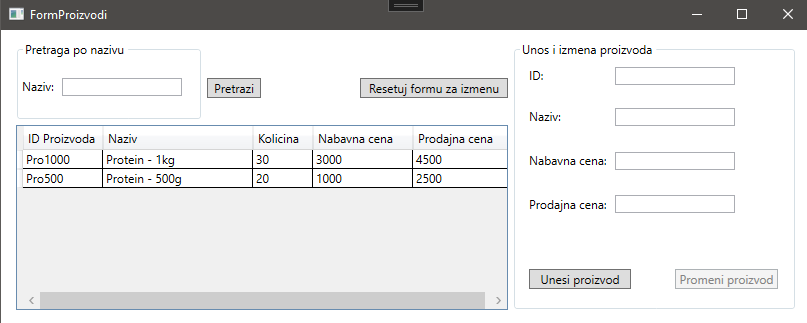 FormProizvodi
Pretraga po nazivu
Naziv:
Pretrazi
Resetuj formu za izmenu
ID Proizvoda Naziv Kolicina Nabavna cena Prodajna cena
Pro1000 Protein - 1kg 30 3000 4500
Pro500 Protein - 500g 20 1000 2500
Unos i izmena proizvoda
ID:
Naziv:
Nabavna cena:
Prodajna cena:
Unesi proizvod
Promeni proizvod